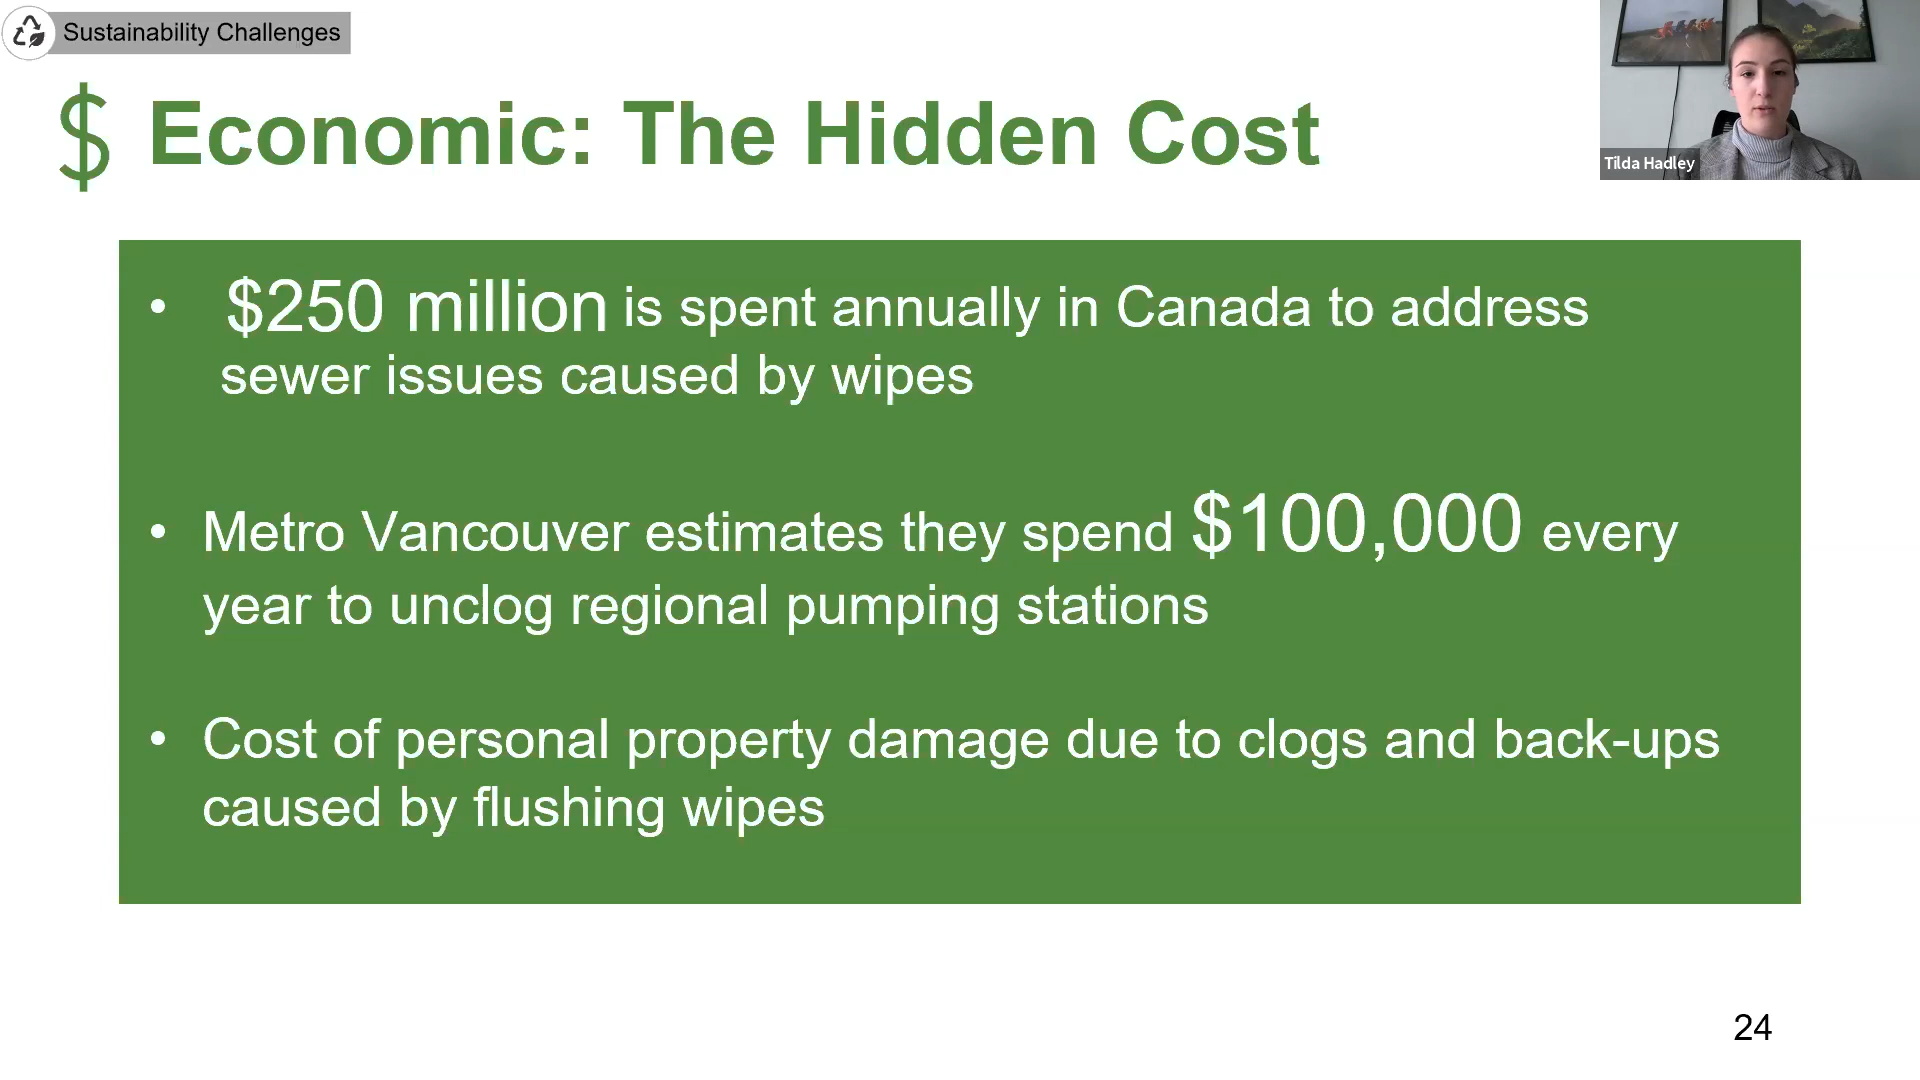 Sustainability Challenges
$ Economic: The Hidden Cost
Tilda Hadley
• $250 million is spent annually in Canada to address
sewer issues caused by wipes
• Metro Vancouver estimates they spend $100,000 every
year to unclog regional pumping stations
• Cost of personal property damage due to clogs and back-ups
caused by flushing wipes
24